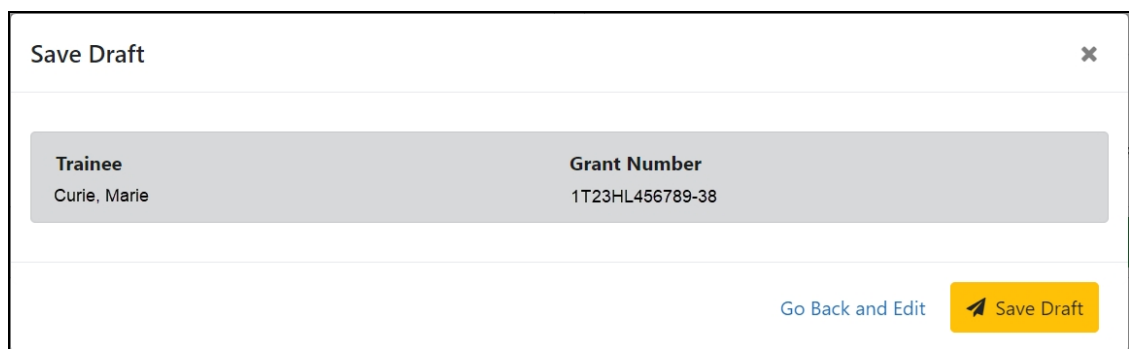 Save Draft
Trainee
Grant Number
Curie, Marie
1T23HL456789-38
Go Back and Edit
Save Draft